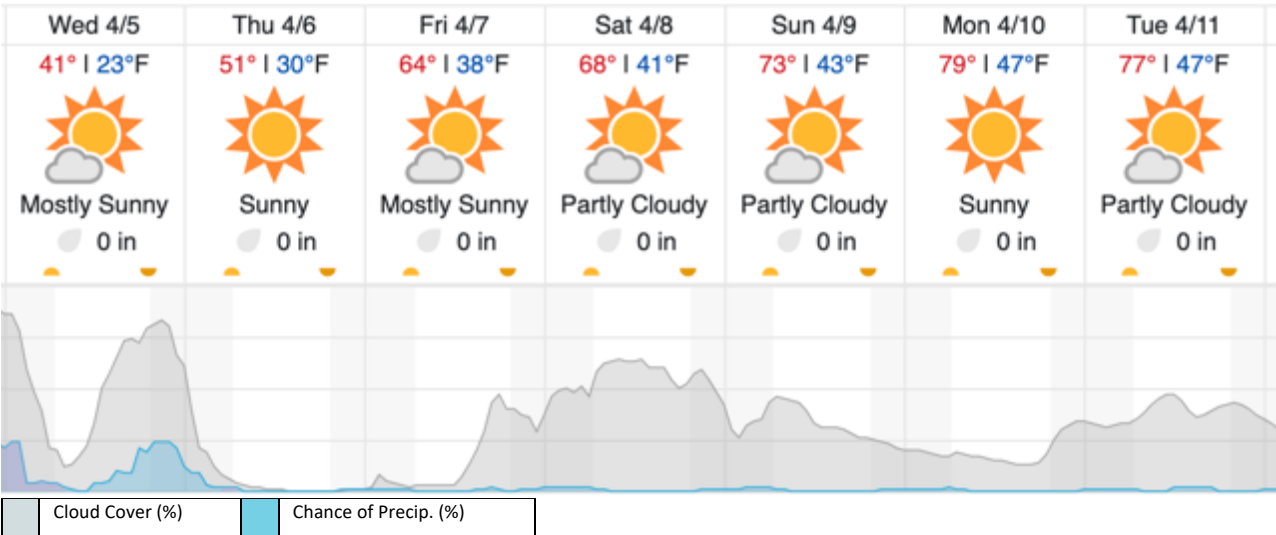 Wed 4/5 Thu 4/6 Fri 4/7 Sat 4/8 Sun 4/9 Mon 4/10 Tue 4/11
41° | 23°F 51° | 30°F 64° | 38°F 68° | 41°F 73° | 43°F 79° | 47°F 77° | 47°F
Mostly Sunny Sunny Mostly Sunny Partly Cloudy Partly Cloudy Sunny Partly Cloudy
0 in 0 in 0 in 0 in 0 in 0 in 0 in
Cloud Cover (%) Chance of Precip. (%)